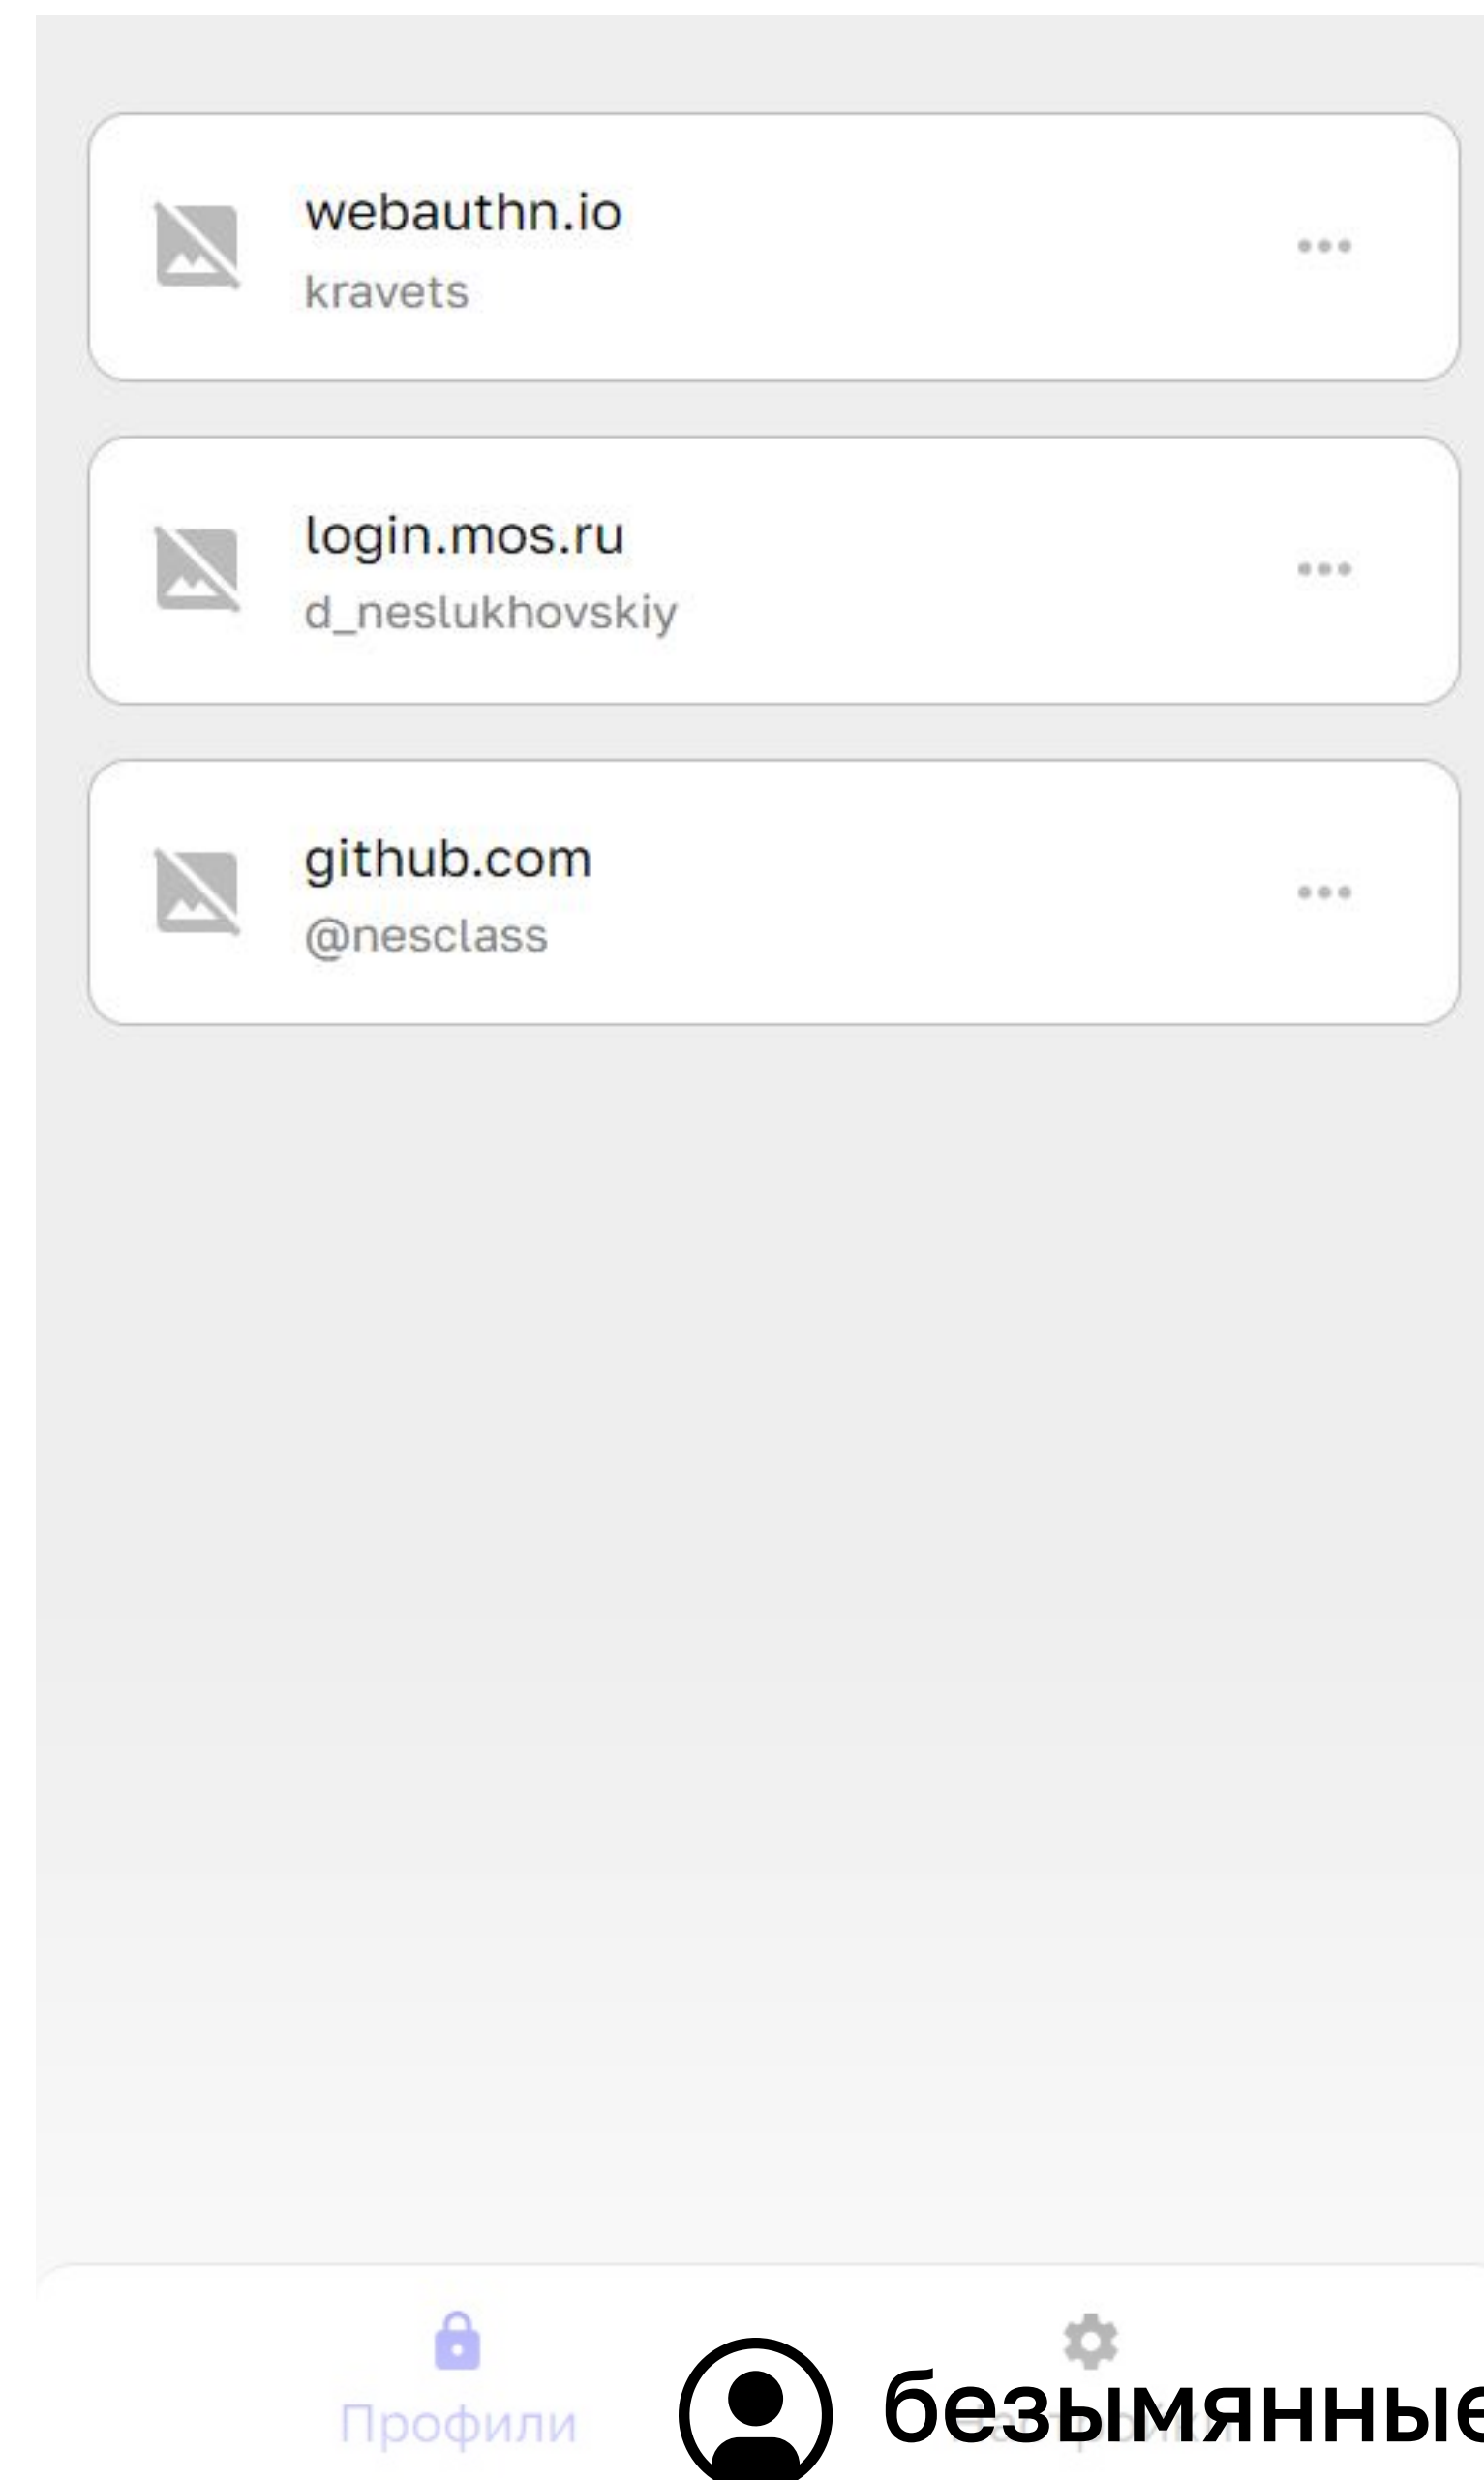 webauthn.io
kravets
login.mos.ru
d_neslukhovskiy
github.com
@nesclass
Профили
безымянные